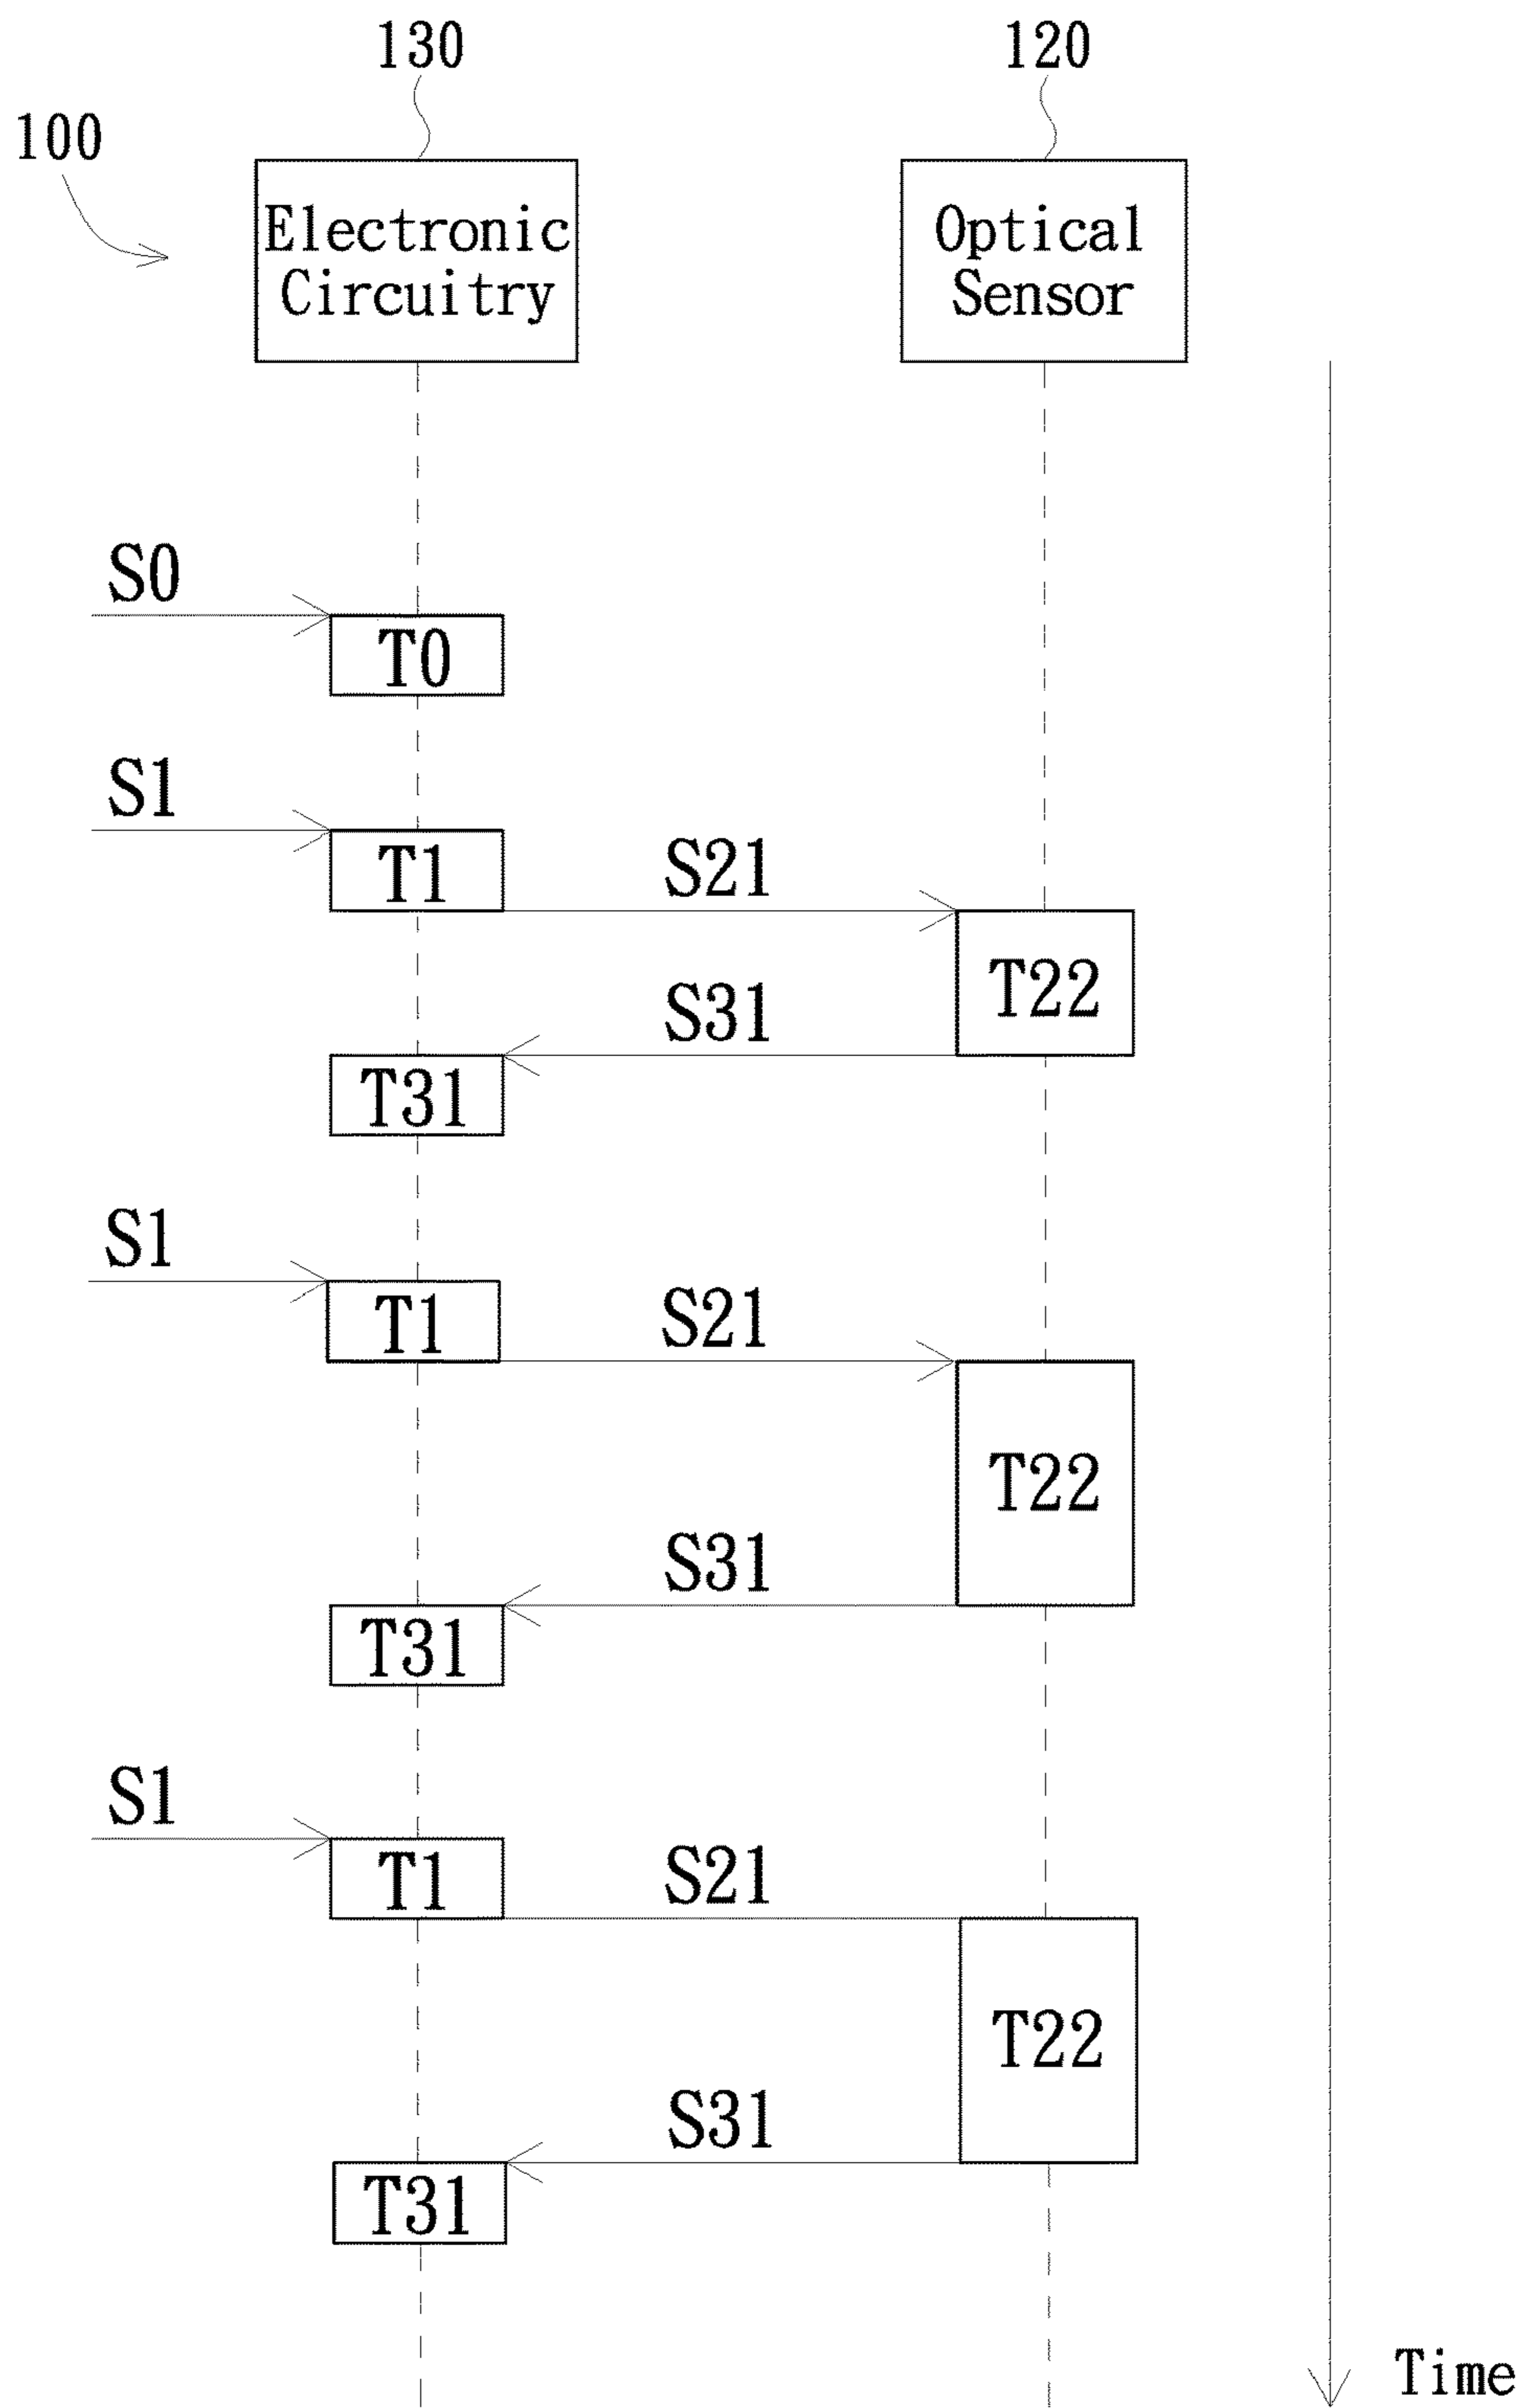 130
120
100
Electronic
Circuitry
Optical
Sensor
S0
T0
S1
T1
S21
T22
S31
T31
S1
T1
S21
T22
S31
T31
S1
T1
S21
T22
S31
T31
Time